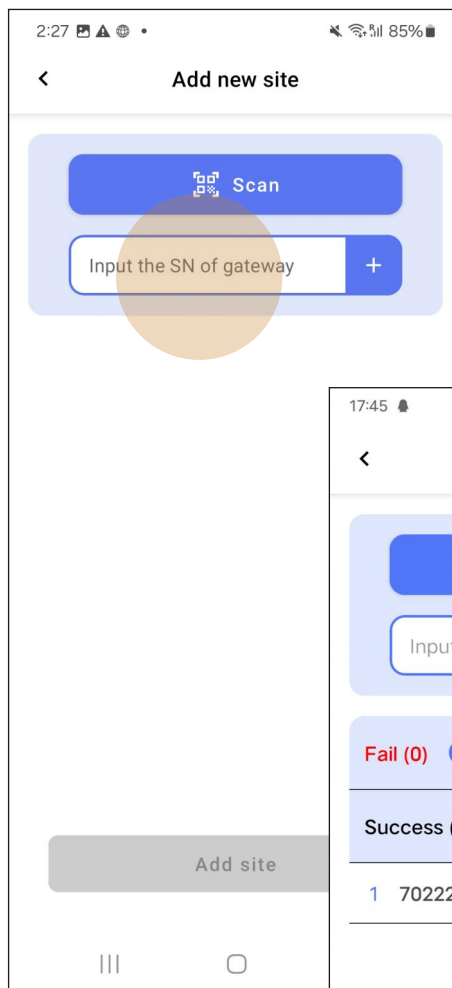 2:27 85%
Add new site
Scan
Input the SN of gateway +
Add site
17:45
Fail (0)
Success
1